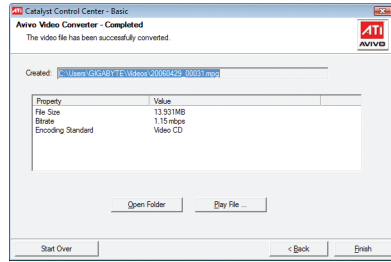 Catalyst Control Center - Basic
Avivo Video Converter - Completed
The video file has been successfully converted.
ATI
AVIVO
Created: C:\Users\GIGABYTE\Videos\20060429_00031.mpg
Property Value
File Size 13.931MB
Bitrate 1.15 mbps
Encoding Standard Video CD
Open Folder Play File ...
Start Over < Back Finish